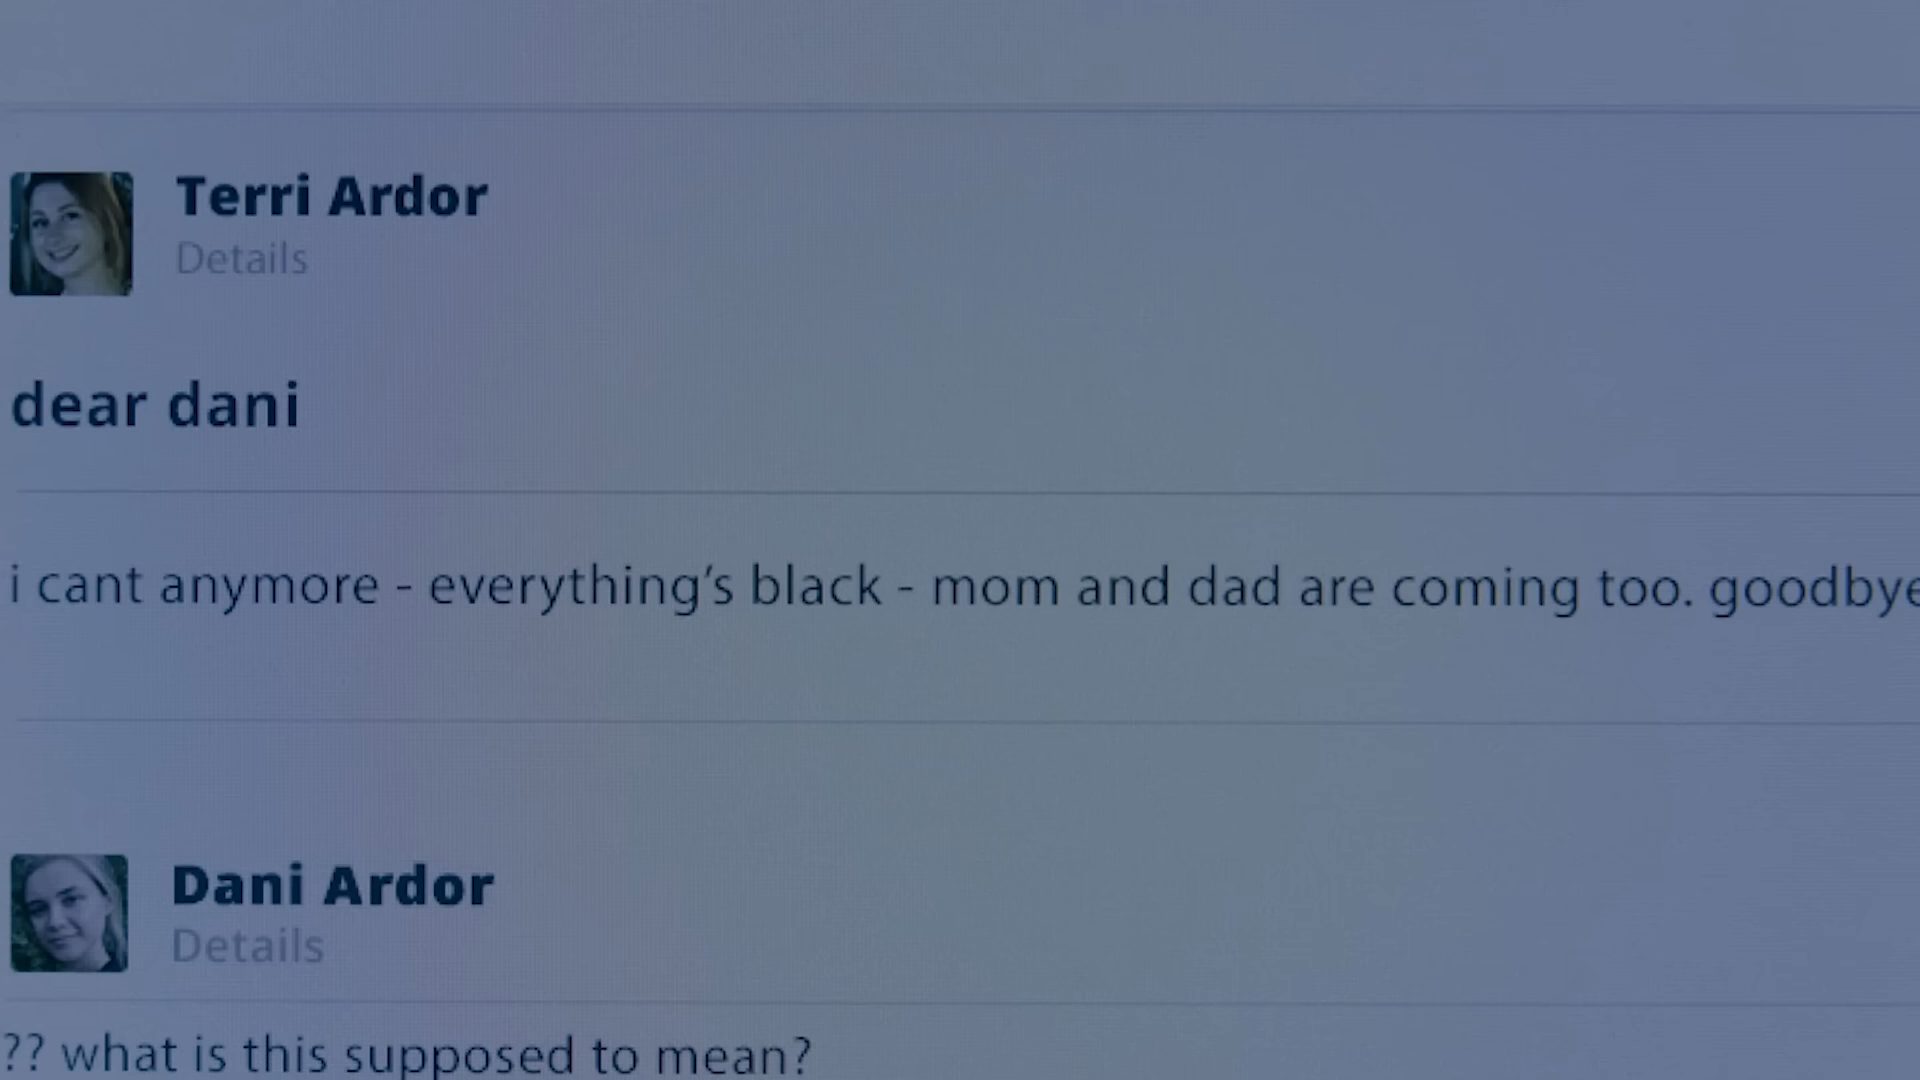 Terri Ardor
Details
dear dani
i cant anymore - everything's black - mom and dad are coming too. goodbye
Dani Ardor
Details
?? what is this supposed to mean?